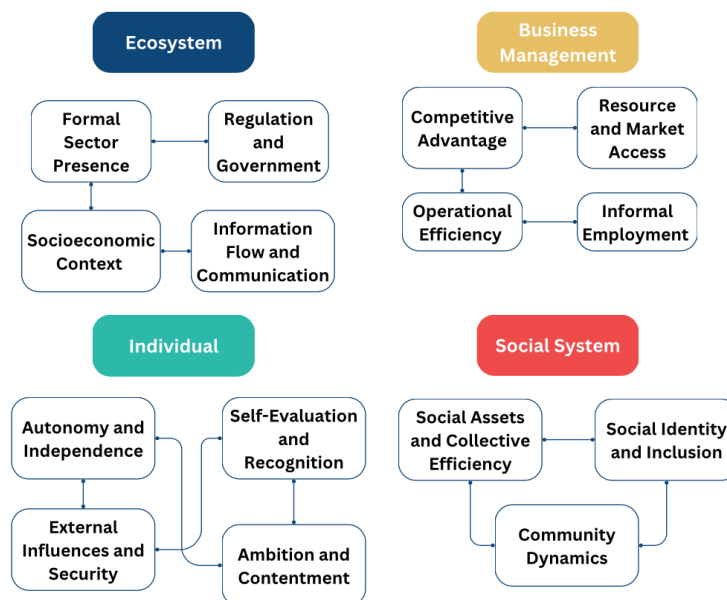 Ecosystem
Formal
Sector
Presence
Regulation
and
Government
Socioeconomic
Context
Information
Flow and
Communication
Business
Management
Competitive
Advantage
Resource
and Market
Access
Operational
Efficiency
Informal
Employment
Individual
Autonomy and
Independence
Self-Evaluation
and
Recognition
External
Influences and
Security
Ambition and
Contentment
Social System
Social Assets
and Collective
Efficiency
Social Identity
and Inclusion
Community
Dynamics